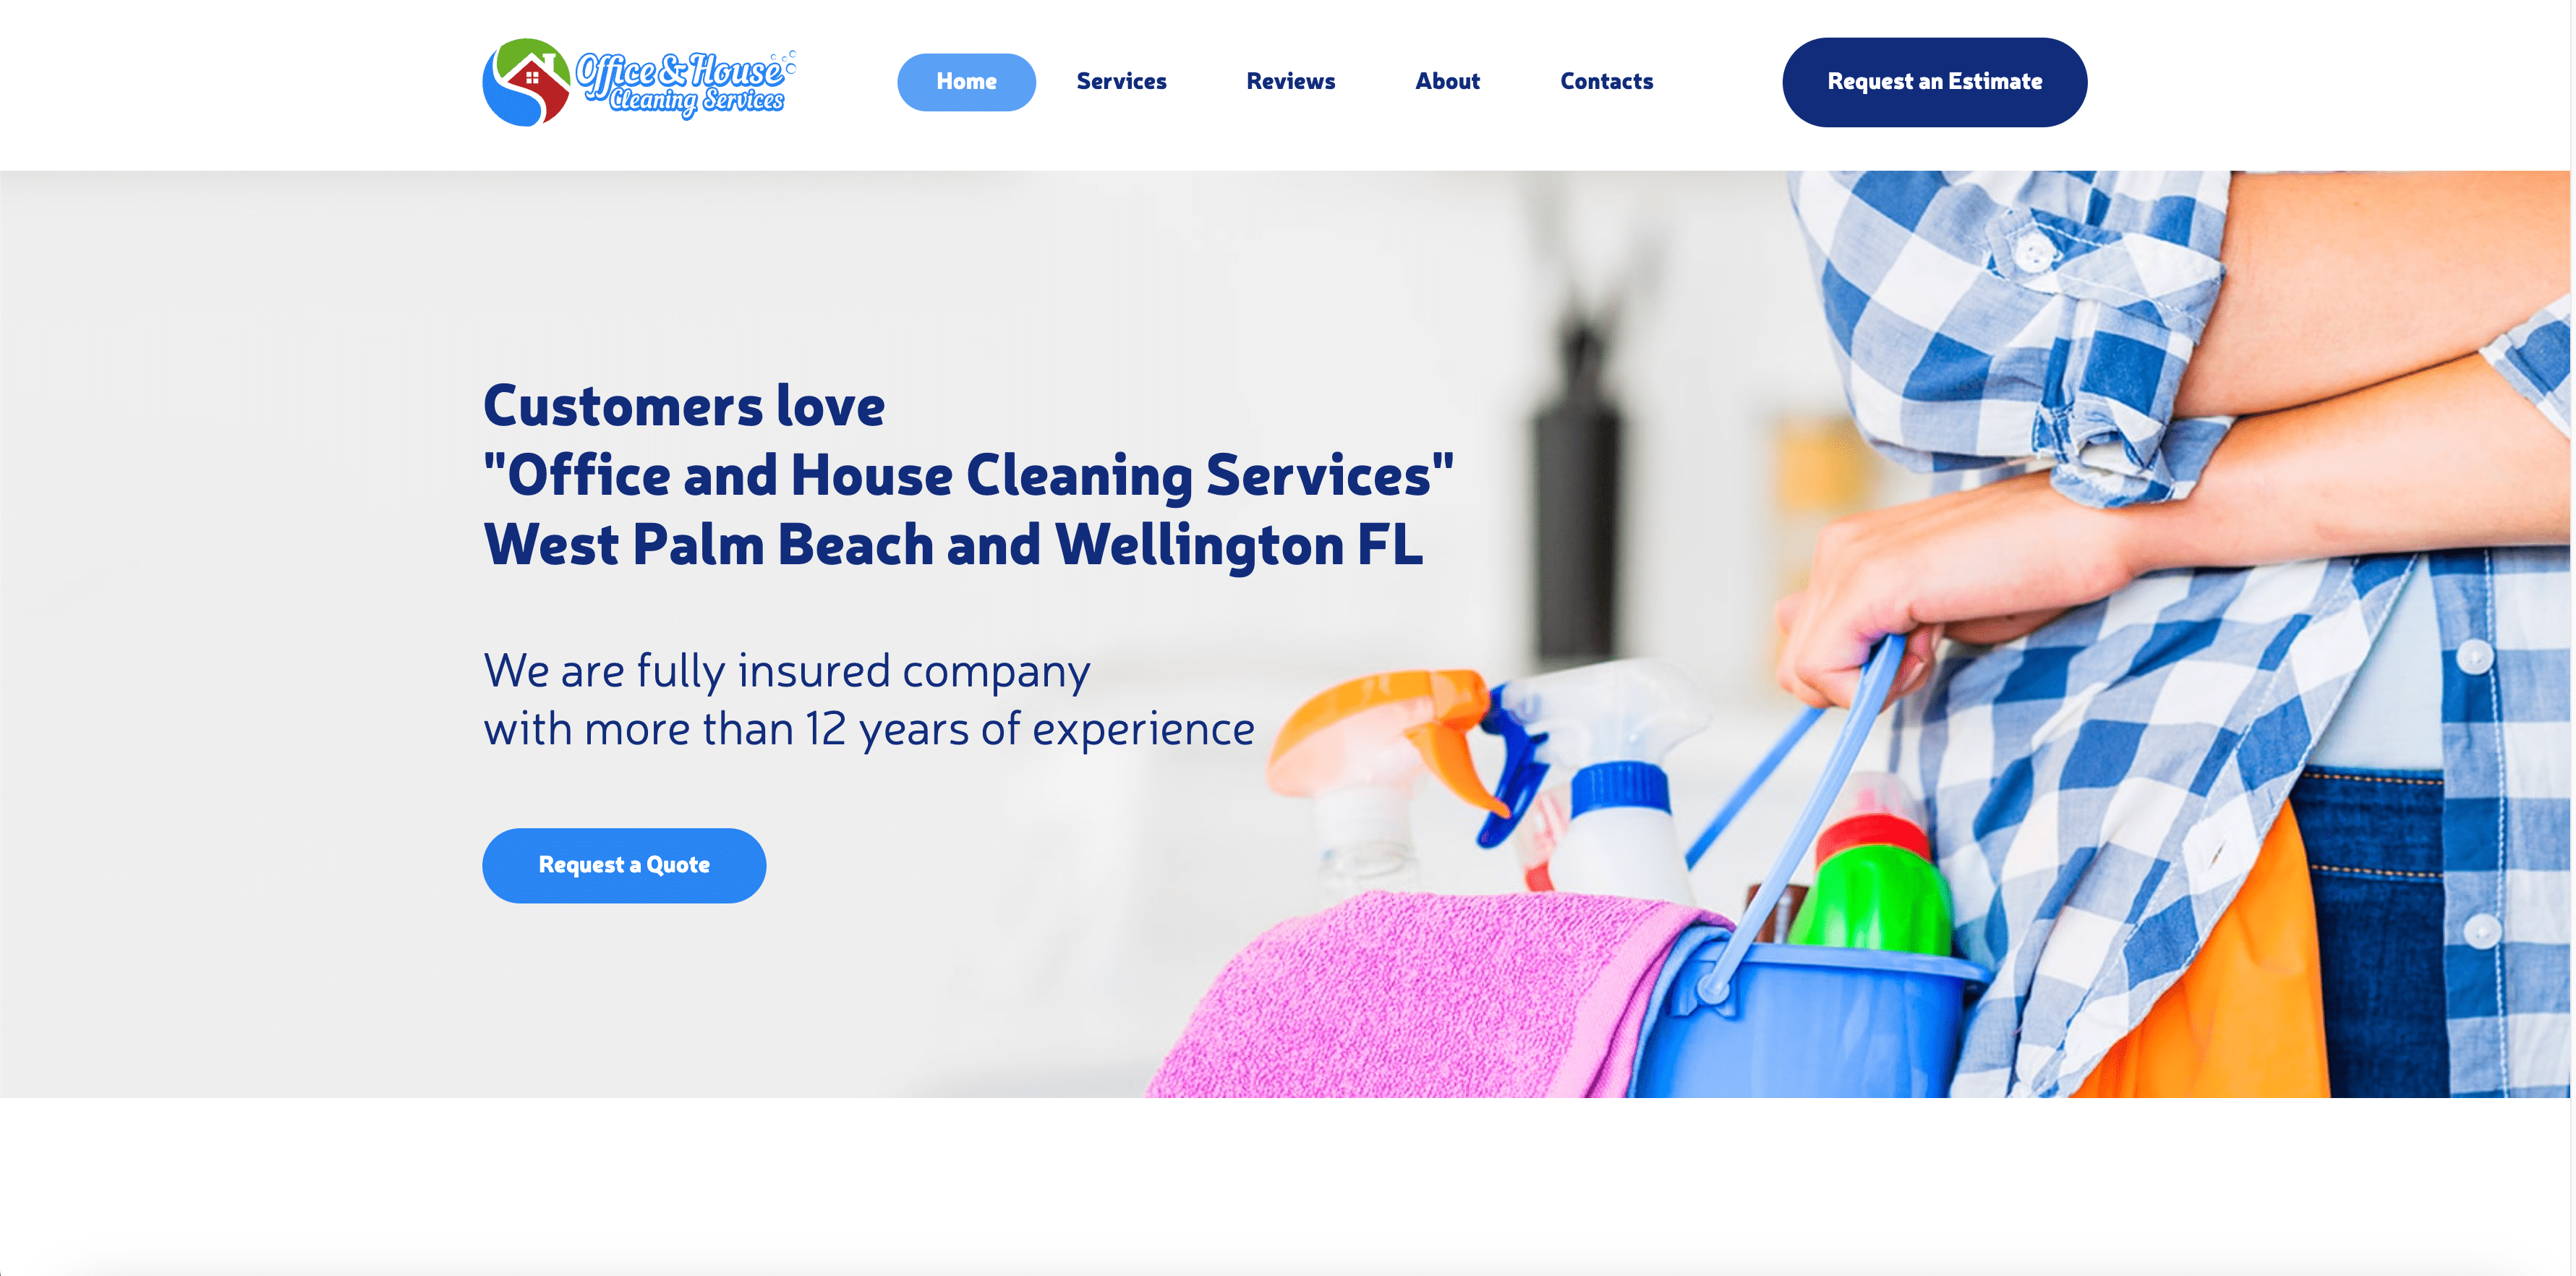 Office & House
Cleaning Services
Home
Services
Reviews
About
Contacts
Request an Estimate
Customers love
"Office and House Cleaning Services"
West Palm Beach and Wellington FL
We are fully insured company
with more than 12 years of experience
Request a Quote